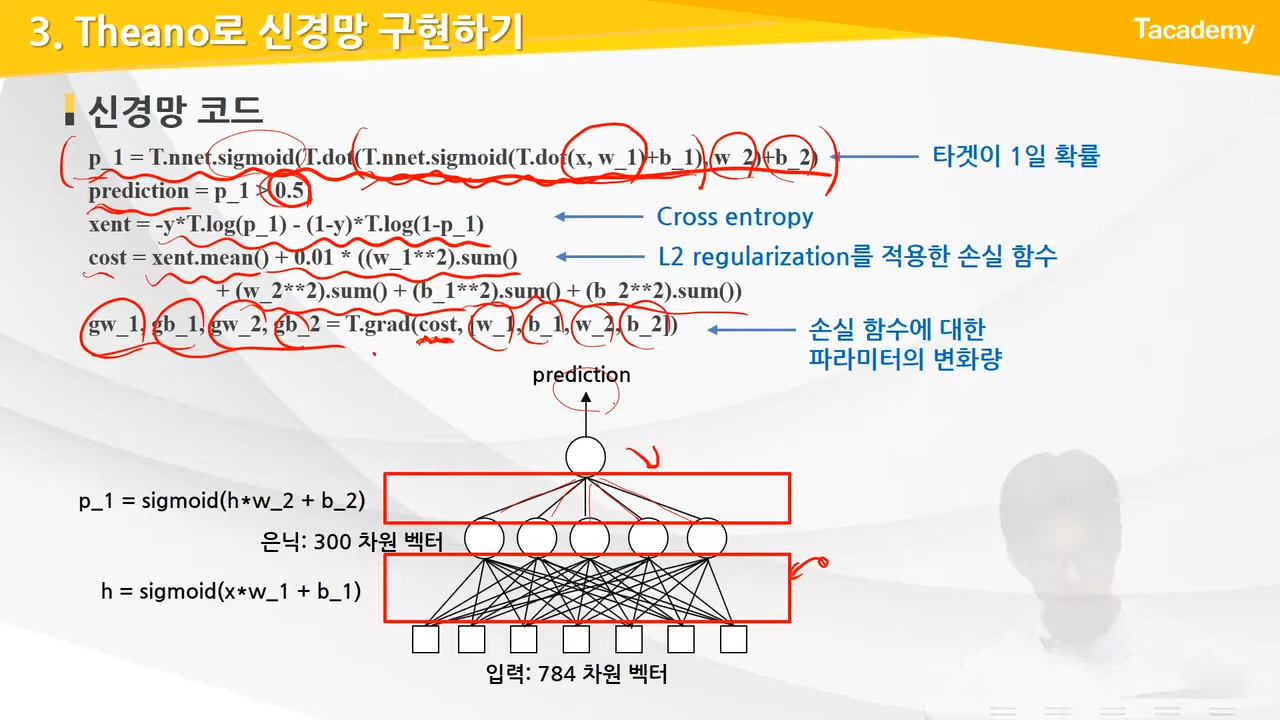 3. Theano로 신경망 구현하기
Tacademy
신경망 코드
p_1 = T.nnet.sigmoid(T.dot(T.nnet.sigmoid(T.dot(x, w_1)+b_1), w_2)+b_2)
타겟이 1일 확률
prediction = p_1 > 0.5
xent = -y*T.log(p_1) - (1-y)*T.log(1-p_1)
Cross entropy
cost = xent.mean() + 0.01 * ((w_1**2).sum()
L2 regularization를 적용한 손실 함수
+ (w_2**2).sum() + (b_1**2).sum() + (b_2**2).sum())
gw_1, gb_1, gw_2, gb_2 = T.grad(cost, [w_1, b_1, w_2, b_2])
손실 함수에 대한
파라미터의 변화량
prediction
p_1 = sigmoid(h*w_2 + b_2)
은닉: 300 차원 벡터
h = sigmoid(x*w_1 + b_1)
입력: 784 차원 벡터